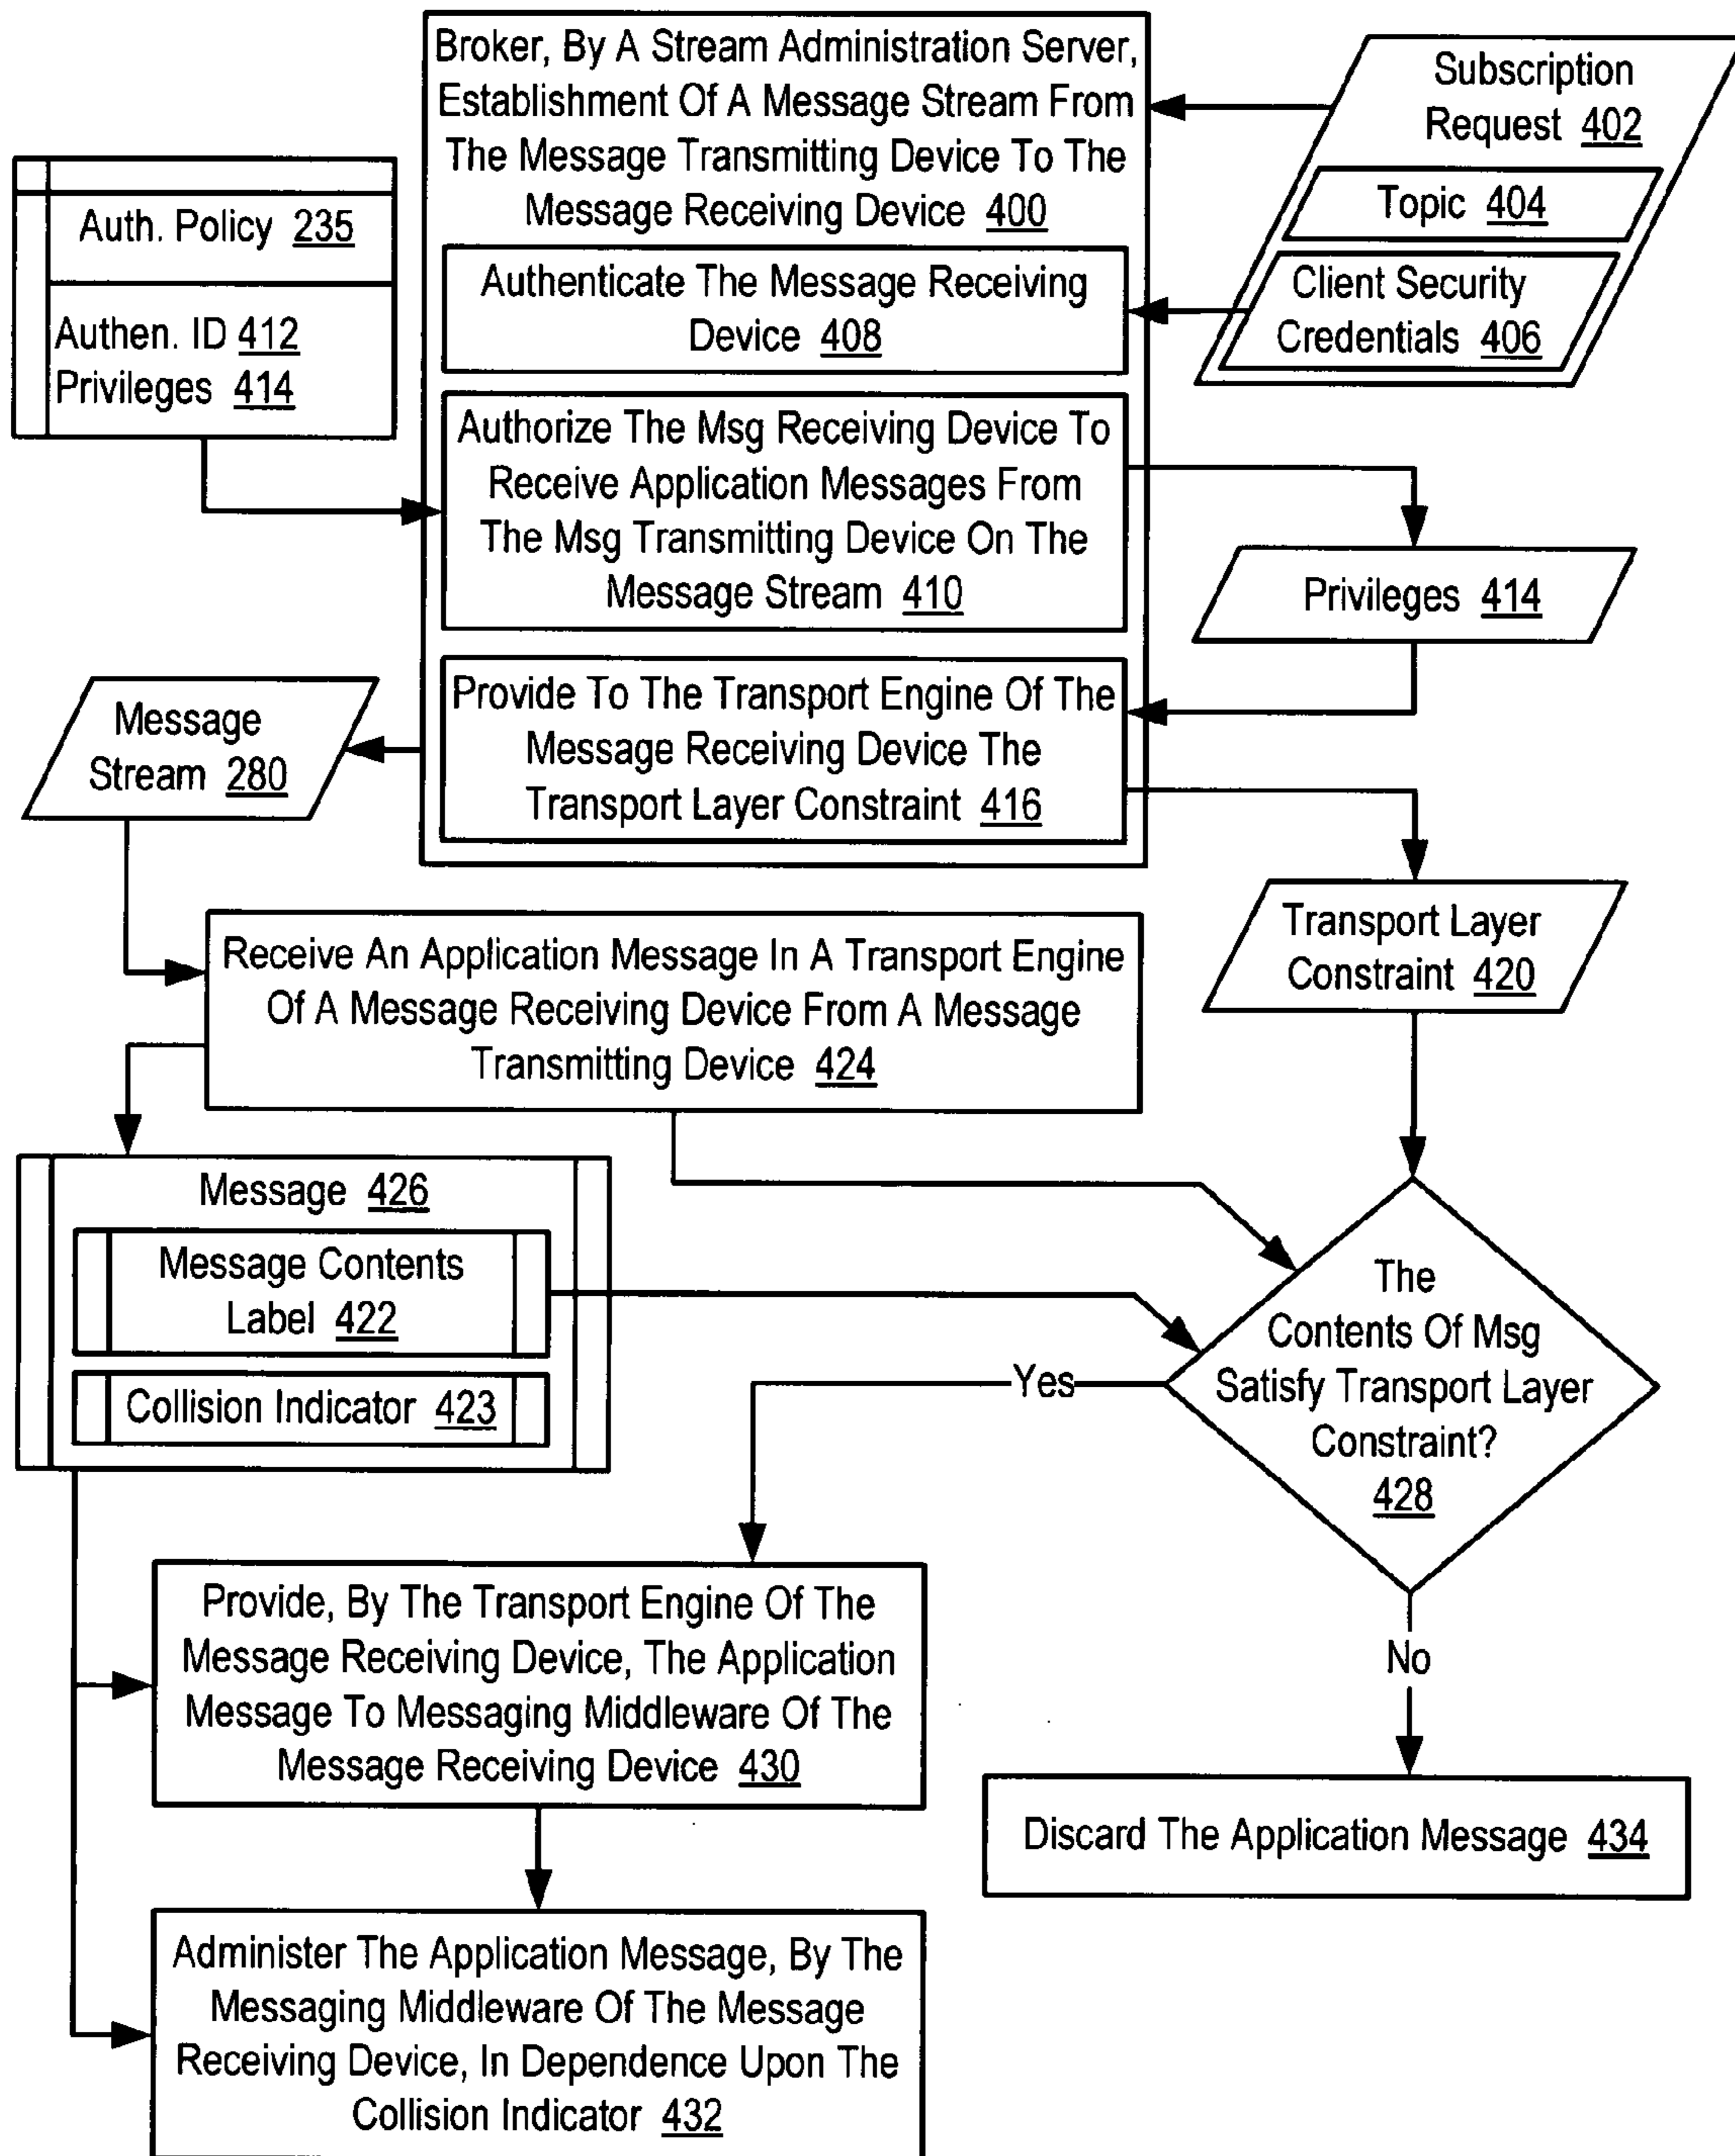 Broker, By A Stream Administration Server,
Establishment Of A Message Stream From
The Message Transmitting Device To The
Message Receiving Device 400
Subscription
Request 402
Topic 404
Client Security
Credentials 406
Auth. Policy 235
Authen. ID 412
Privileges 414
Authenticate The Message Receiving
Device 408
Authorize The Msg Receiving Device To
Receive Application Messages From
The Msg Transmitting Device On The
Message Stream 410
Privileges 414
Provide To The Transport Engine Of The
Message Receiving Device The
Transport Layer Constraint 416
Message
Stream 280
Transport Layer
Constraint 420
Receive An Application Message In A Transport Engine
Of A Message Receiving Device From A Message
Transmitting Device 424
Message 426
Message Contents
Label 422
Collision Indicator 423
The
Contents Of Msg
Satisfy Transport Layer
Constraint?
428
Yes
No
Provide, By The Transport Engine Of The
Message Receiving Device, The Application
Message To Messaging Middleware Of The
Message Receiving Device 430
Discard The Application Message 434
Administer The Application Message, By The
Messaging Middleware Of The Message
Receiving Device, In Dependence Upon The
Collision Indicator 432